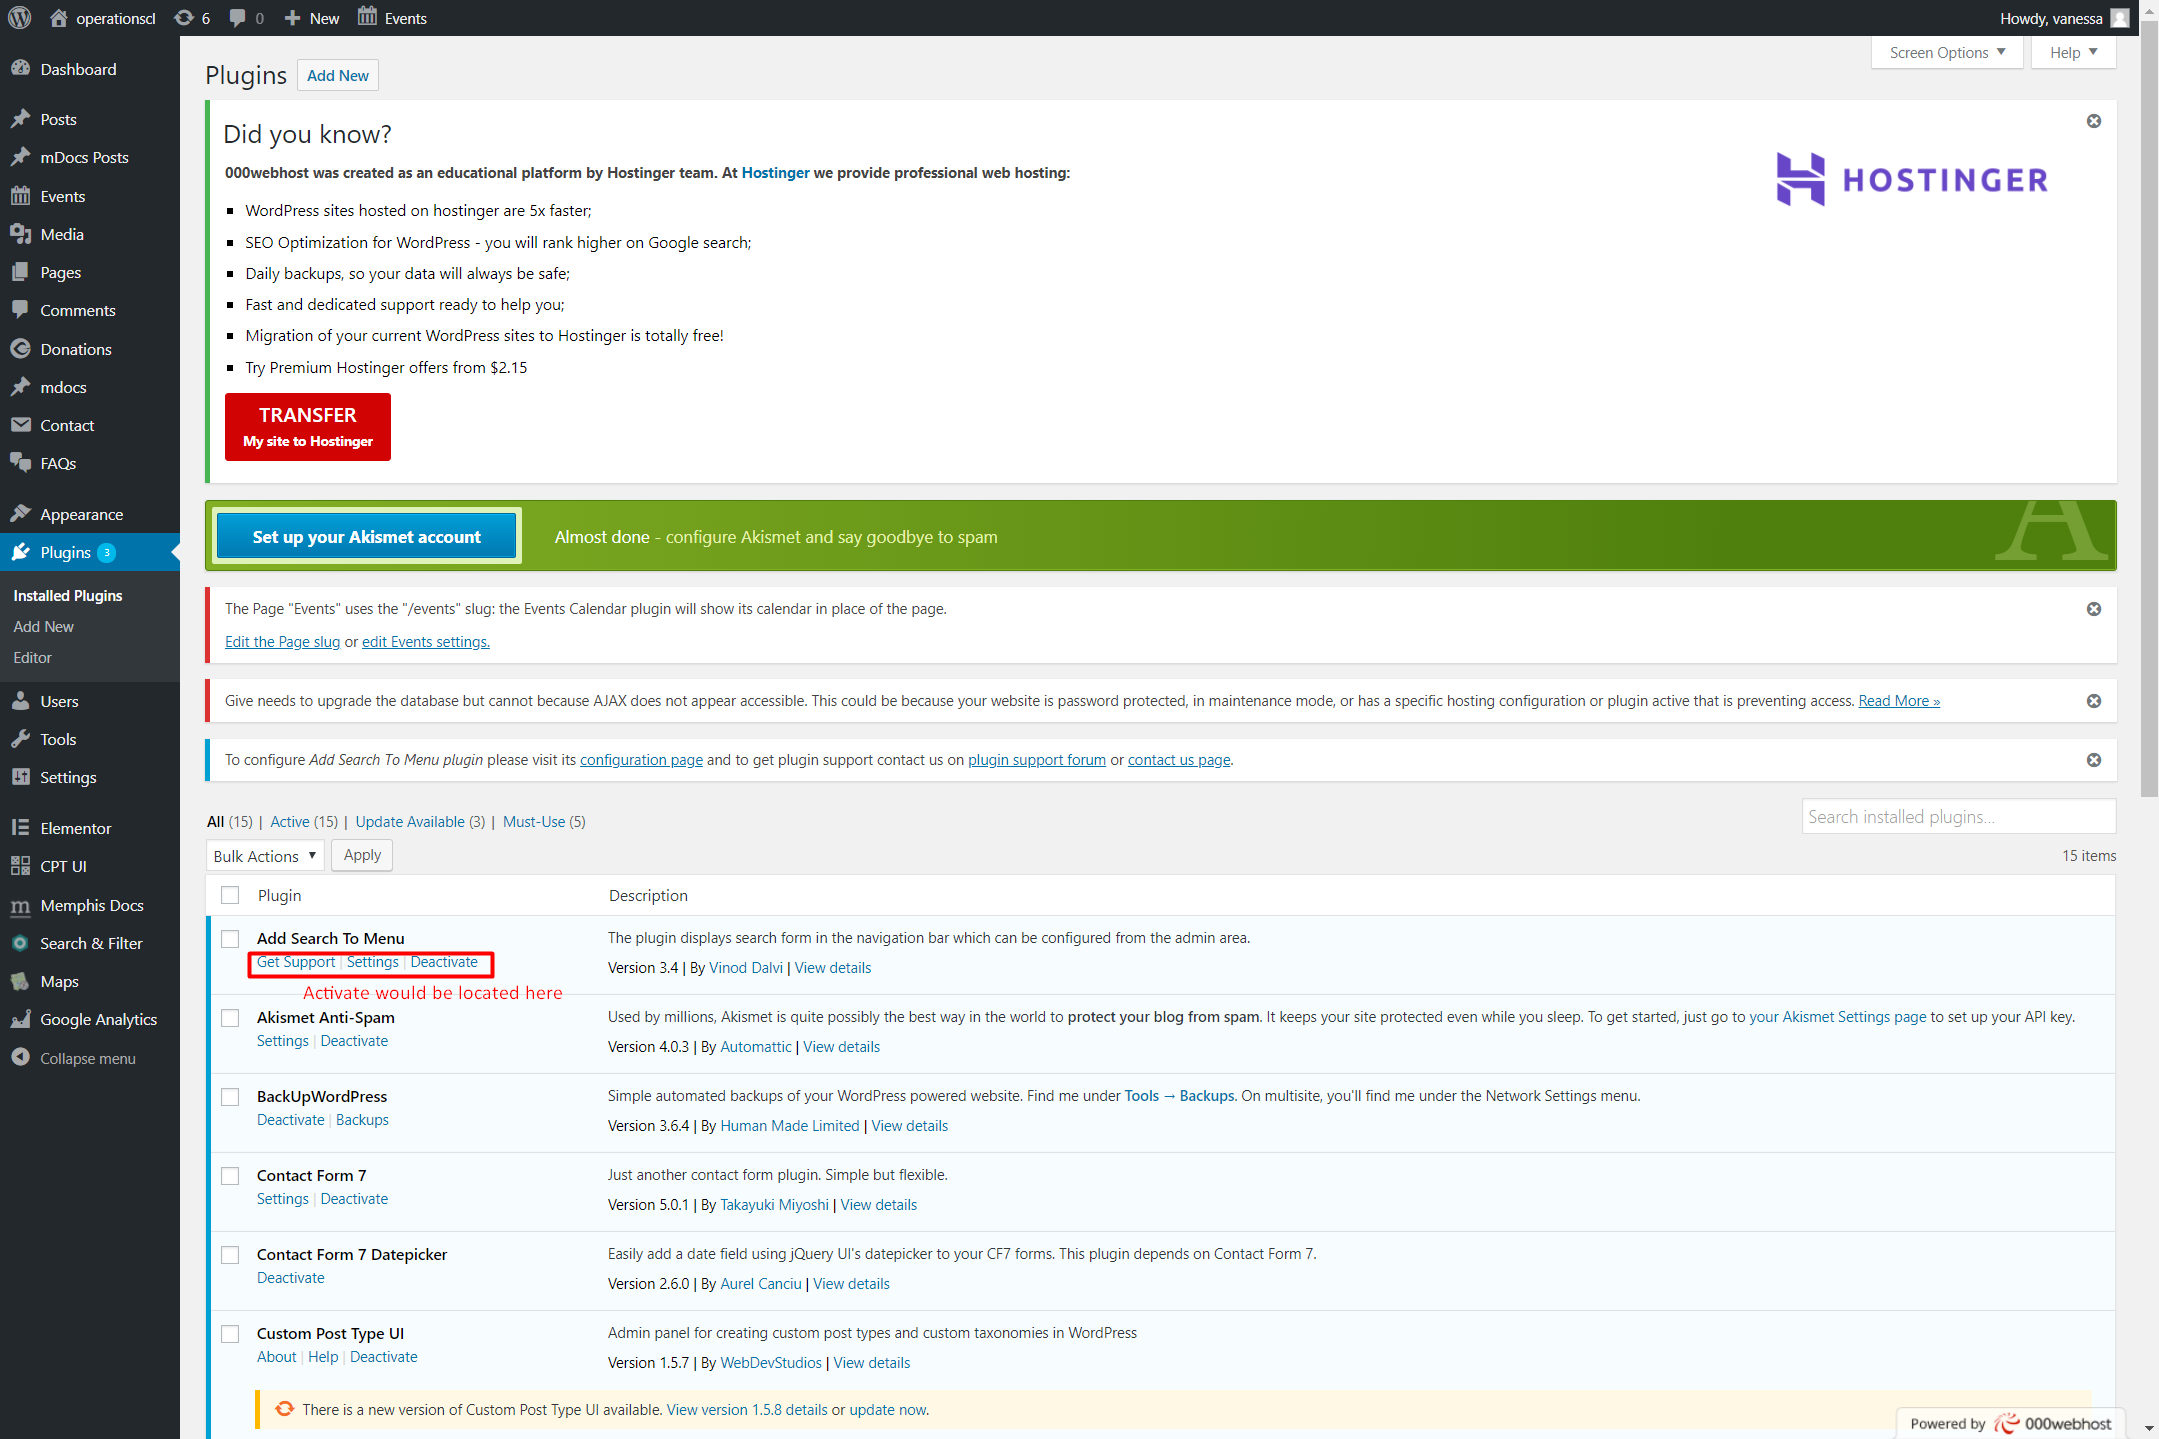 operationscl 6 0 New Events Howdy, vanessa
Screen Options ▼ Help ▼
Dashboard
Posts
mDocs Posts
Events
Media
Pages
Comments
Donations
mdocs
Contact
FAQs
Appearance
Plugins 3
Installed Plugins
Add New
Editor
Users
Tools
Settings
Elementor
CPT UI
Memphis Docs
Search & Filter
Maps
Google Analytics
Collapse menu
Plugins Add New
Did you know?
000webhost was created as an educational platform by Hostinger team. At Hostinger we provide professional web hosting:
HOSTINGER
WordPress sites hosted on hostinger are 5x faster;
SEO Optimization for WordPress - you will rank higher on Google search;
Daily backups, so your data will always be safe;
Fast and dedicated support ready to help you;
Migration of your current WordPress sites to Hostinger is totally free!
Try Premium Hostinger offers from $2.15
TRANSFER
My site to Hostinger
Set up your Akismet account Almost done - configure Akismet and say goodbye to spam
The Page "Events" uses the "/events" slug: the Events Calendar plugin will show its calendar in place of the page.
Edit the Page slug or edit Events settings.
Give needs to upgrade the database but cannot because AJAX does not appear accessible. This could be because your website is password protected, in maintenance mode, or has a specific hosting configuration or plugin active that is preventing access. Read More »
To configure Add Search To Menu plugin please visit its configuration page and to get plugin support contact us on plugin support forum or contact us page.
All (15) | Active (15) | Update Available (3) | Must-Use (5)
Search installed plugins...
Bulk Actions ▼ Apply
15 items
Plugin Description
Add Search To Menu
Get Support | Settings | Deactivate
Activate would be located here
The plugin displays search form in the navigation bar which can be configured from the admin area.
Version 3.4 | By Vinod Dalvi | View details
Akismet Anti-Spam
Settings | Deactivate
Used by millions, Akismet is quite possibly the best way in the world to protect your blog from spam. It keeps your site protected even while you sleep. To get started, just go to your Akismet Settings page to set up your API key.
Version 4.0.3 | By Automattic | View details
BackUpWordPress
Deactivate | Backups
Simple automated backups of your WordPress powered website. Find me under Tools → Backups. On multisite, you'll find me under the Network Settings menu.
Version 3.6.4 | By Human Made Limited | View details
Contact Form 7
Settings | Deactivate
Just another contact form plugin. Simple but flexible.
Version 5.0.1 | By Takayuki Miyoshi | View details
Contact Form 7 Datepicker
Deactivate
Easily add a date field using jQuery UI's datepicker to your CF7 forms. This plugin depends on Contact Form 7.
Version 2.6.0 | By Aurel Canciu | View details
Custom Post Type UI
About | Help | Deactivate
Admin panel for creating custom post types and custom taxonomies in WordPress
Version 1.5.7 | By WebDevStudios | View details
There is a new version of Custom Post Type UI available. View version 1.5.8 details or update now.
Powered by 000webhost